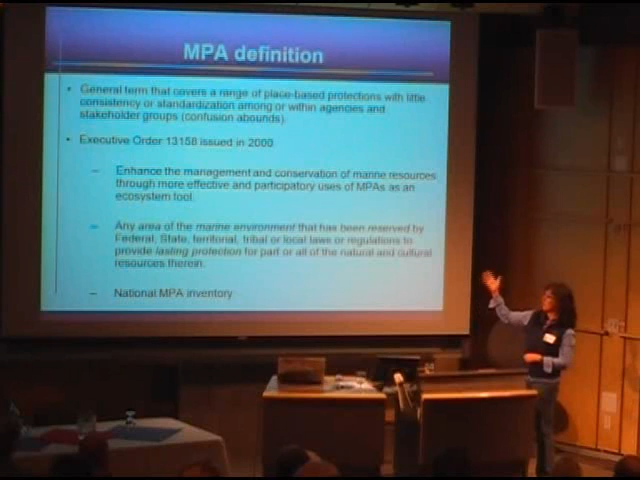 MPA definition
• General term that covers a range of place-based protections with little
consistency or standardization among or within agencies and
stakeholder groups (confusion abounds).
• Executive Order 13158 issued in 2000
– Enhance the management and conservation of marine resources
through more effective and participatory uses of MPAs as an
ecosystem tool.
– Any area of the marine environment that has been reserved by
Federal, State, territorial, tribal or local laws or regulations to
provide lasting protection for part or all of the natural and cultural
resources therein.
– National MPA inventory